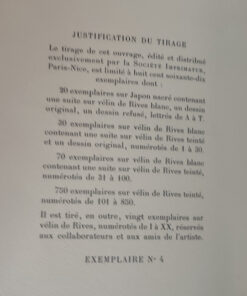 JUSTIFICATION DU TIRAGE
Le tirage de cet ouvrage, édité et distribué
exclusivement par la SOCIÉTÉ IMPRIMATUR,
Paris-Nice, est limité à huit cent soixante-dix
exemplaires dont :
20 exemplaires sur Japon nacré contenant
une suite sur vélin de Rives blanc, un dessin
original, un dessin refusé, lettrés de A à T.
30 exemplaires sur vélin de Rives blanc
contenant une suite sur vélin de Rives teinté
et un dessin original, numérotés de 1 à 30.
70 exemplaires sur vélin de Rives blanc
contenant une suite sur vélin de Rives teinté,
numérotés de 31 à 100.
750 exemplaires sur vélin de Rives teinté,
numérotés de 101 à 850.
Il est tiré, en outre, vingt exemplaires sur
vélin de Rives, numérotés de I à XX, réservés
aux collaborateurs et aux amis de l'artiste.
EXEMPLAIRE N° 4